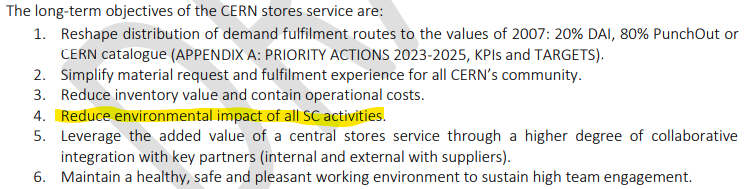 The long-term objectives of the CERN stores service are:
1. Reshape distribution of demand fulfilment routes to the values of 2007: 20% DAI, 80% PunchOut or
CERN catalogue (APPENDIX A: PRIORITY ACTIONS 2023-2025, KPIs and TARGETS).
2. Simplify material request and fulfilment experience for all CERN's community.
3. Reduce inventory value and contain operational costs.
4. Reduce environmental impact of all SC activities.
5. Leverage the added value of a central stores service through a higher degree of collaborative
integration with key partners (internal and external with suppliers).
6. Maintain a healthy, safe and pleasant working environment to sustain high team engagement.